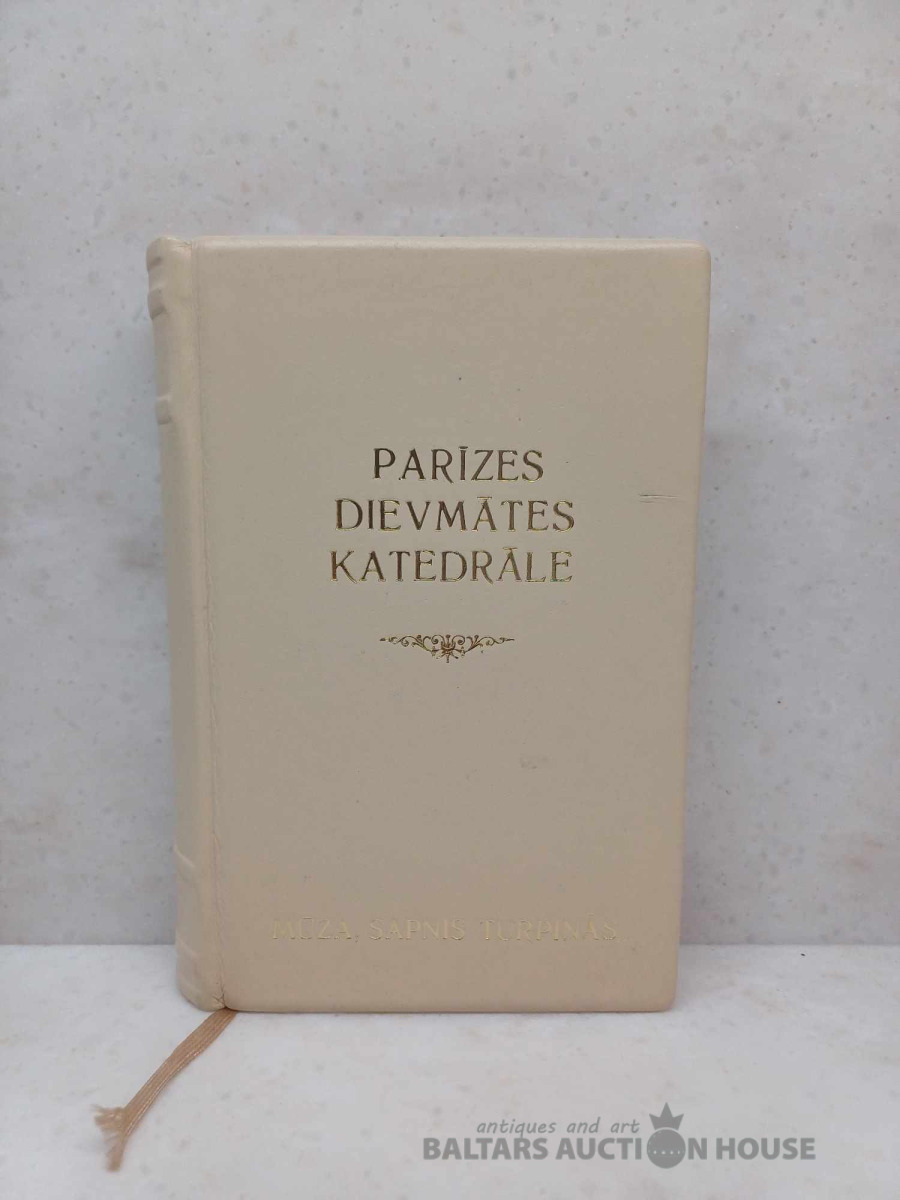 PARĪZES
DIEVMĀTES
KATEDRĀLE
MŪŽA SAPNIS TURPINĀS
antiques and art
BALTARS AUCTION HOUSE